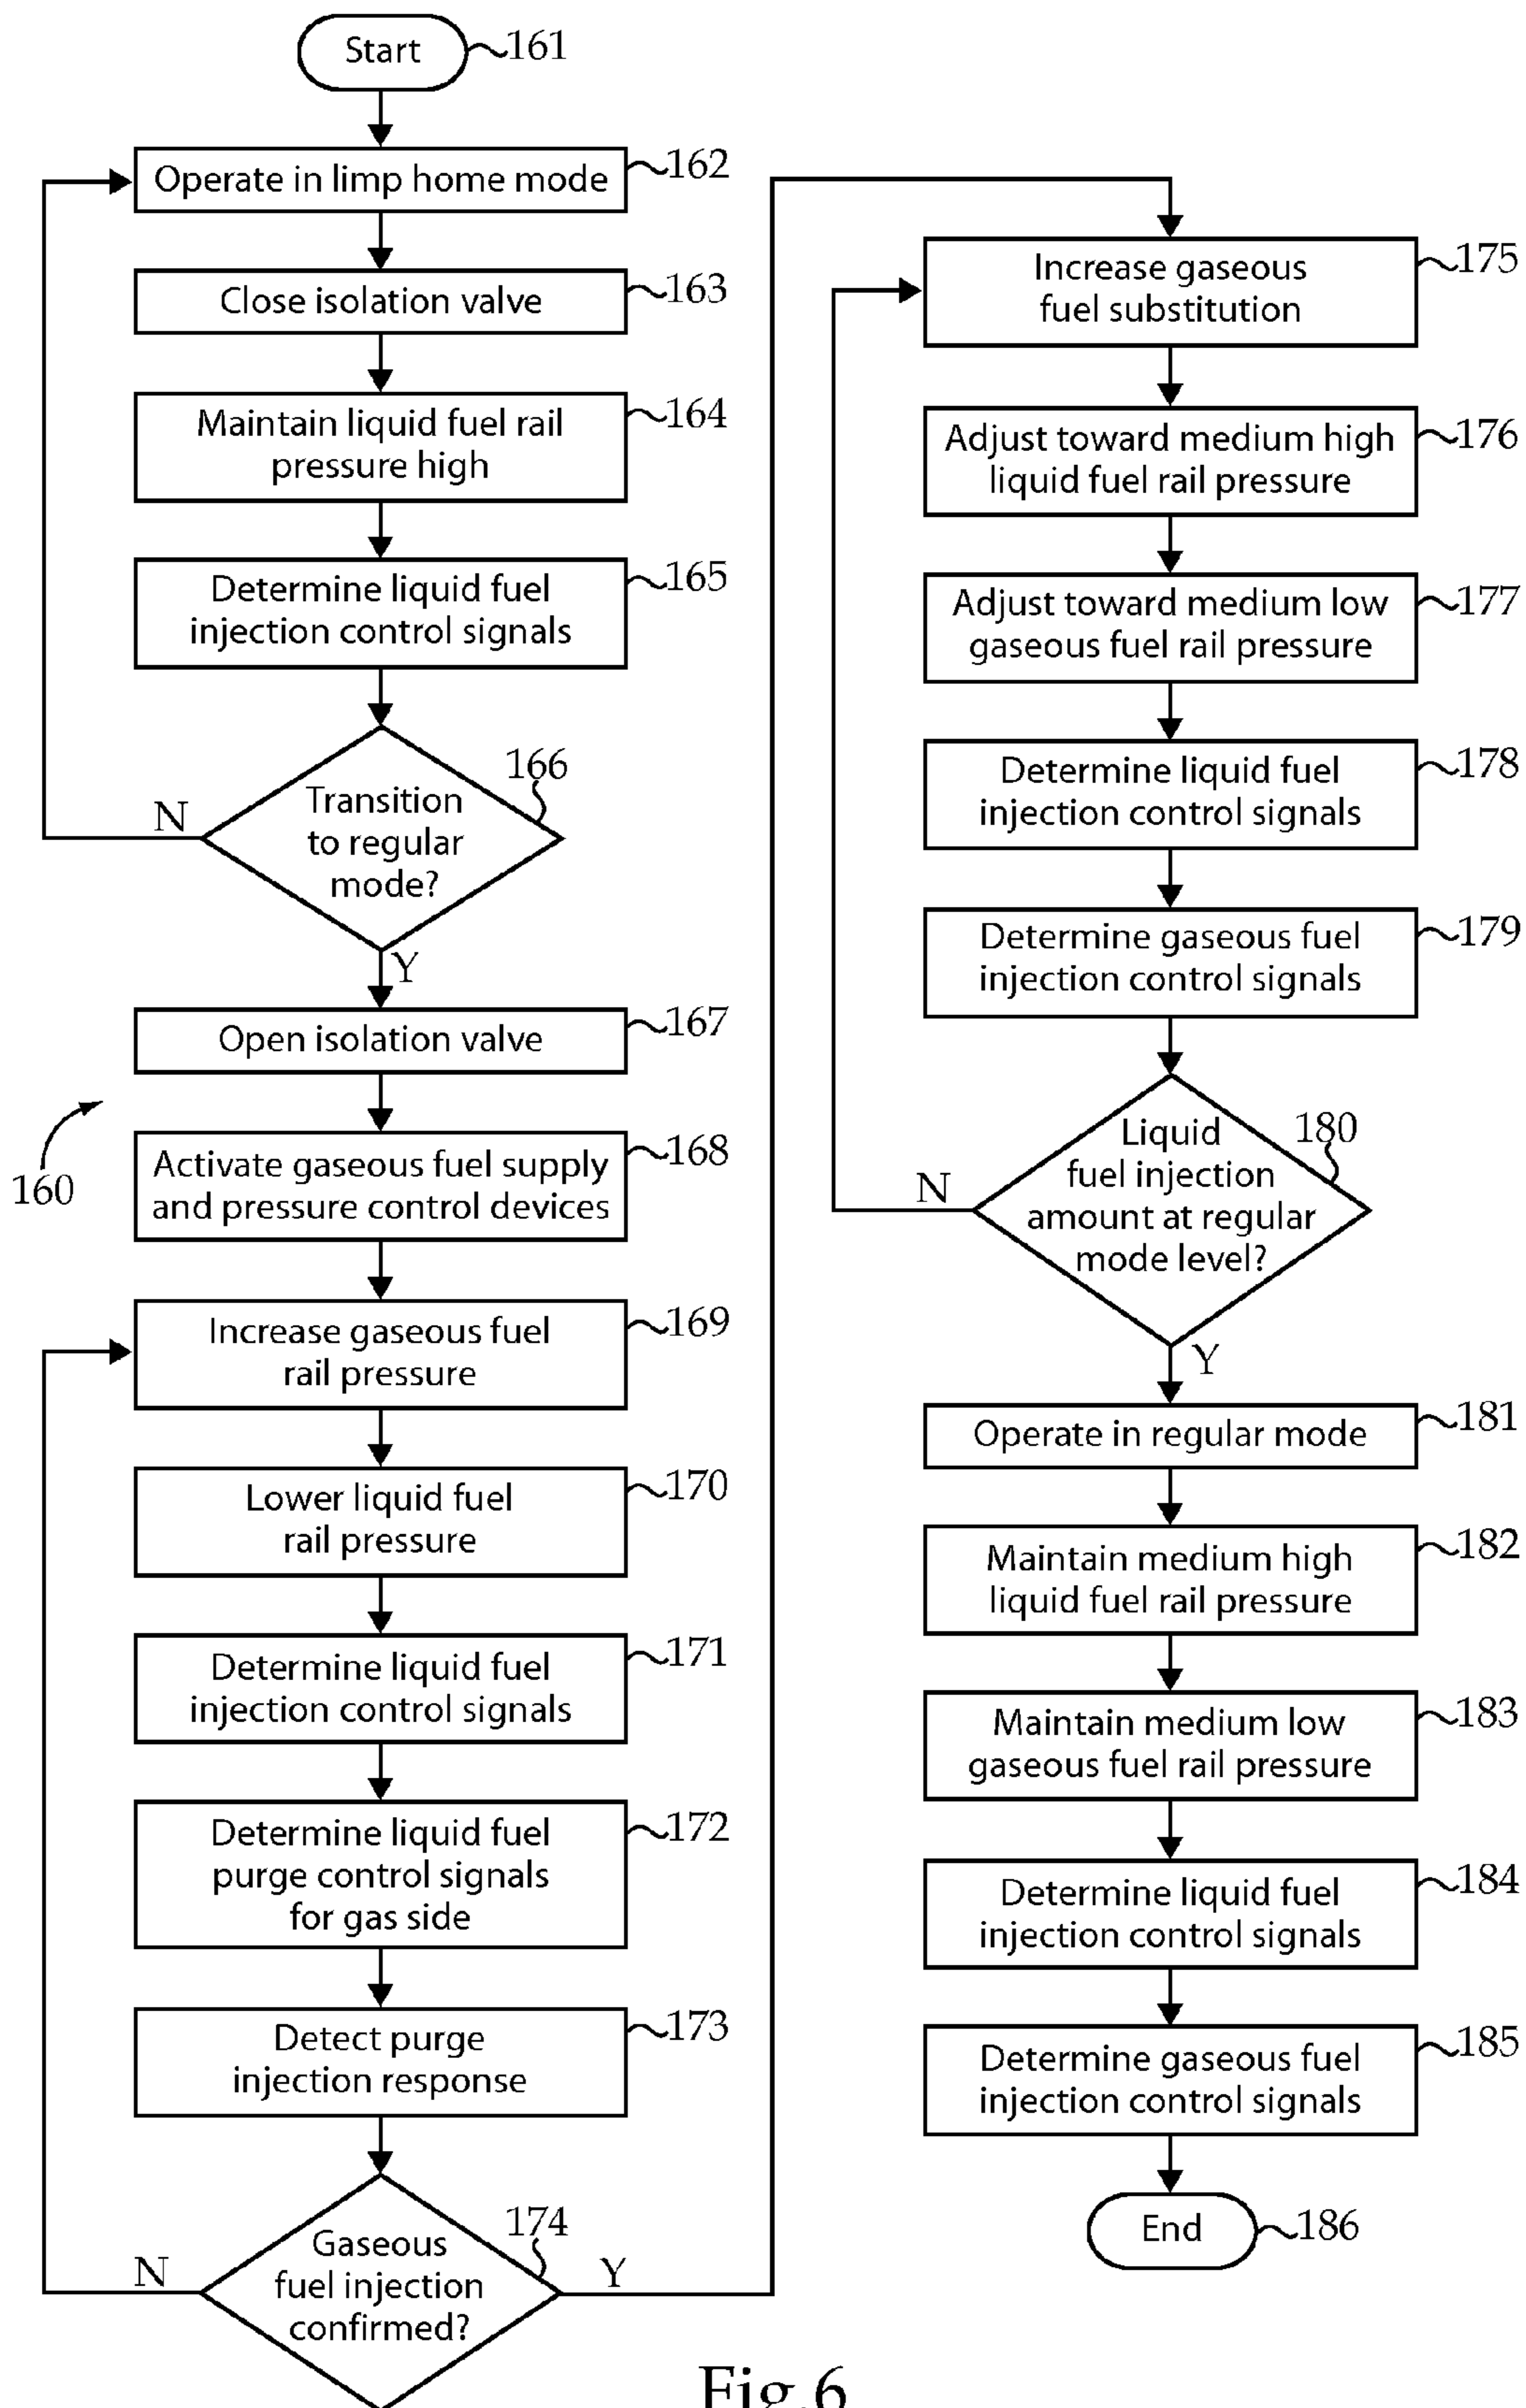 Start
161
Operate in limp home mode
162
Close isolation valve
163
Maintain liquid fuel rail
pressure high
164
Determine liquid fuel
injection control signals
165
Transition
to regular
mode?
166
N
Y
Open isolation valve
167
160
Activate gaseous fuel supply
and pressure control devices
168
Increase gaseous fuel
rail pressure
169
Lower liquid fuel
rail pressure
170
Determine liquid fuel
injection control signals
171
Determine liquid fuel
purge control signals
for gas side
172
Detect purge
injection response
173
Gaseous
fuel injection
confirmed?
174
N
Y
Increase gaseous
fuel substitution
175
Adjust toward medium high
liquid fuel rail pressure
176
Adjust toward medium low
gaseous fuel rail pressure
177
Determine liquid fuel
injection control signals
178
Determine gaseous fuel
injection control signals
179
Liquid
fuel injection
amount at regular
mode level?
180
N
Y
Operate in regular mode
181
Maintain medium high
liquid fuel rail pressure
182
Maintain medium low
gaseous fuel rail pressure
183
Determine liquid fuel
injection control signals
184
Determine gaseous fuel
injection control signals
185
End
186
Fig.6